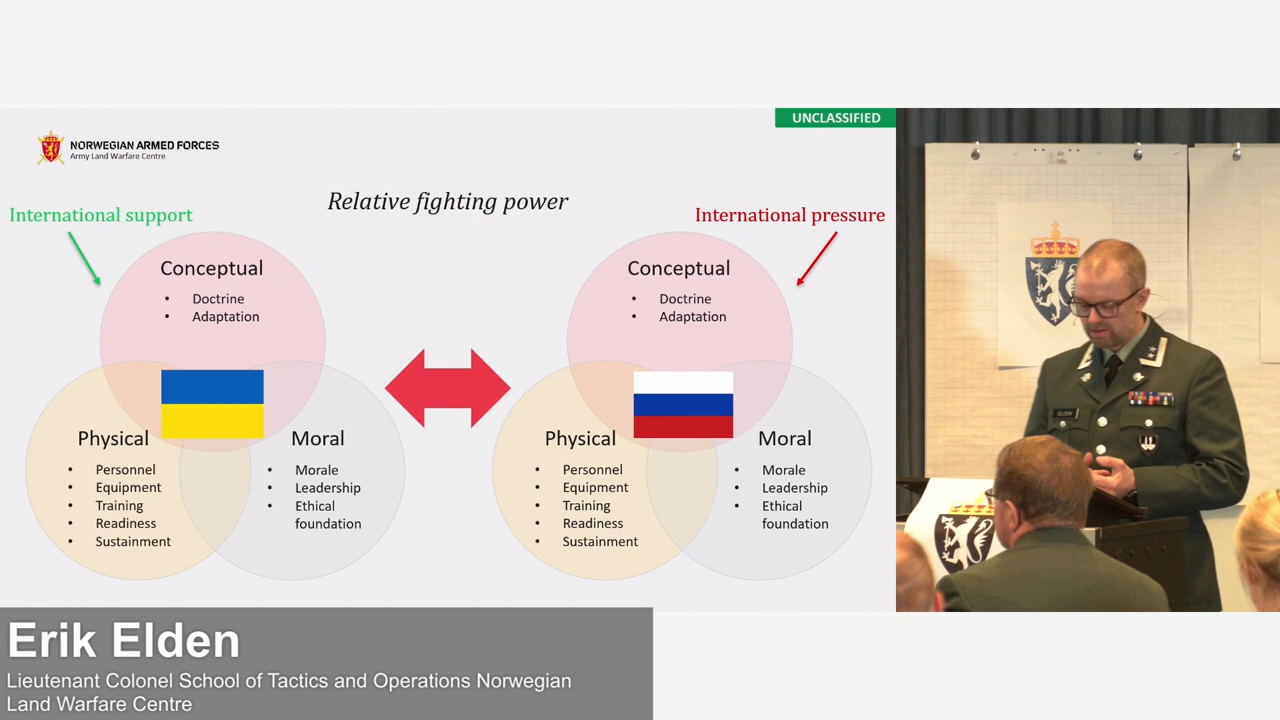 UNCLASSIFIED
NORWEGIAN ARMED FORCES
Army Land Warfare Centre
Relative fighting power
International support
International pressure
Conceptual
• Doctrine
• Adaptation
Physical
• Personnel
• Equipment
• Training
• Readiness
• Sustainment
Moral
• Morale
• Leadership
• Ethical
foundation
Conceptual
• Doctrine
• Adaptation
Physical
• Personnel
• Equipment
• Training
• Readiness
• Sustainment
Moral
• Morale
• Leadership
• Ethical
foundation
ELDEN
Erik Elden
Lieutenant Colonel School of Tactics and Operations Norwegian
Land Warfare Centre